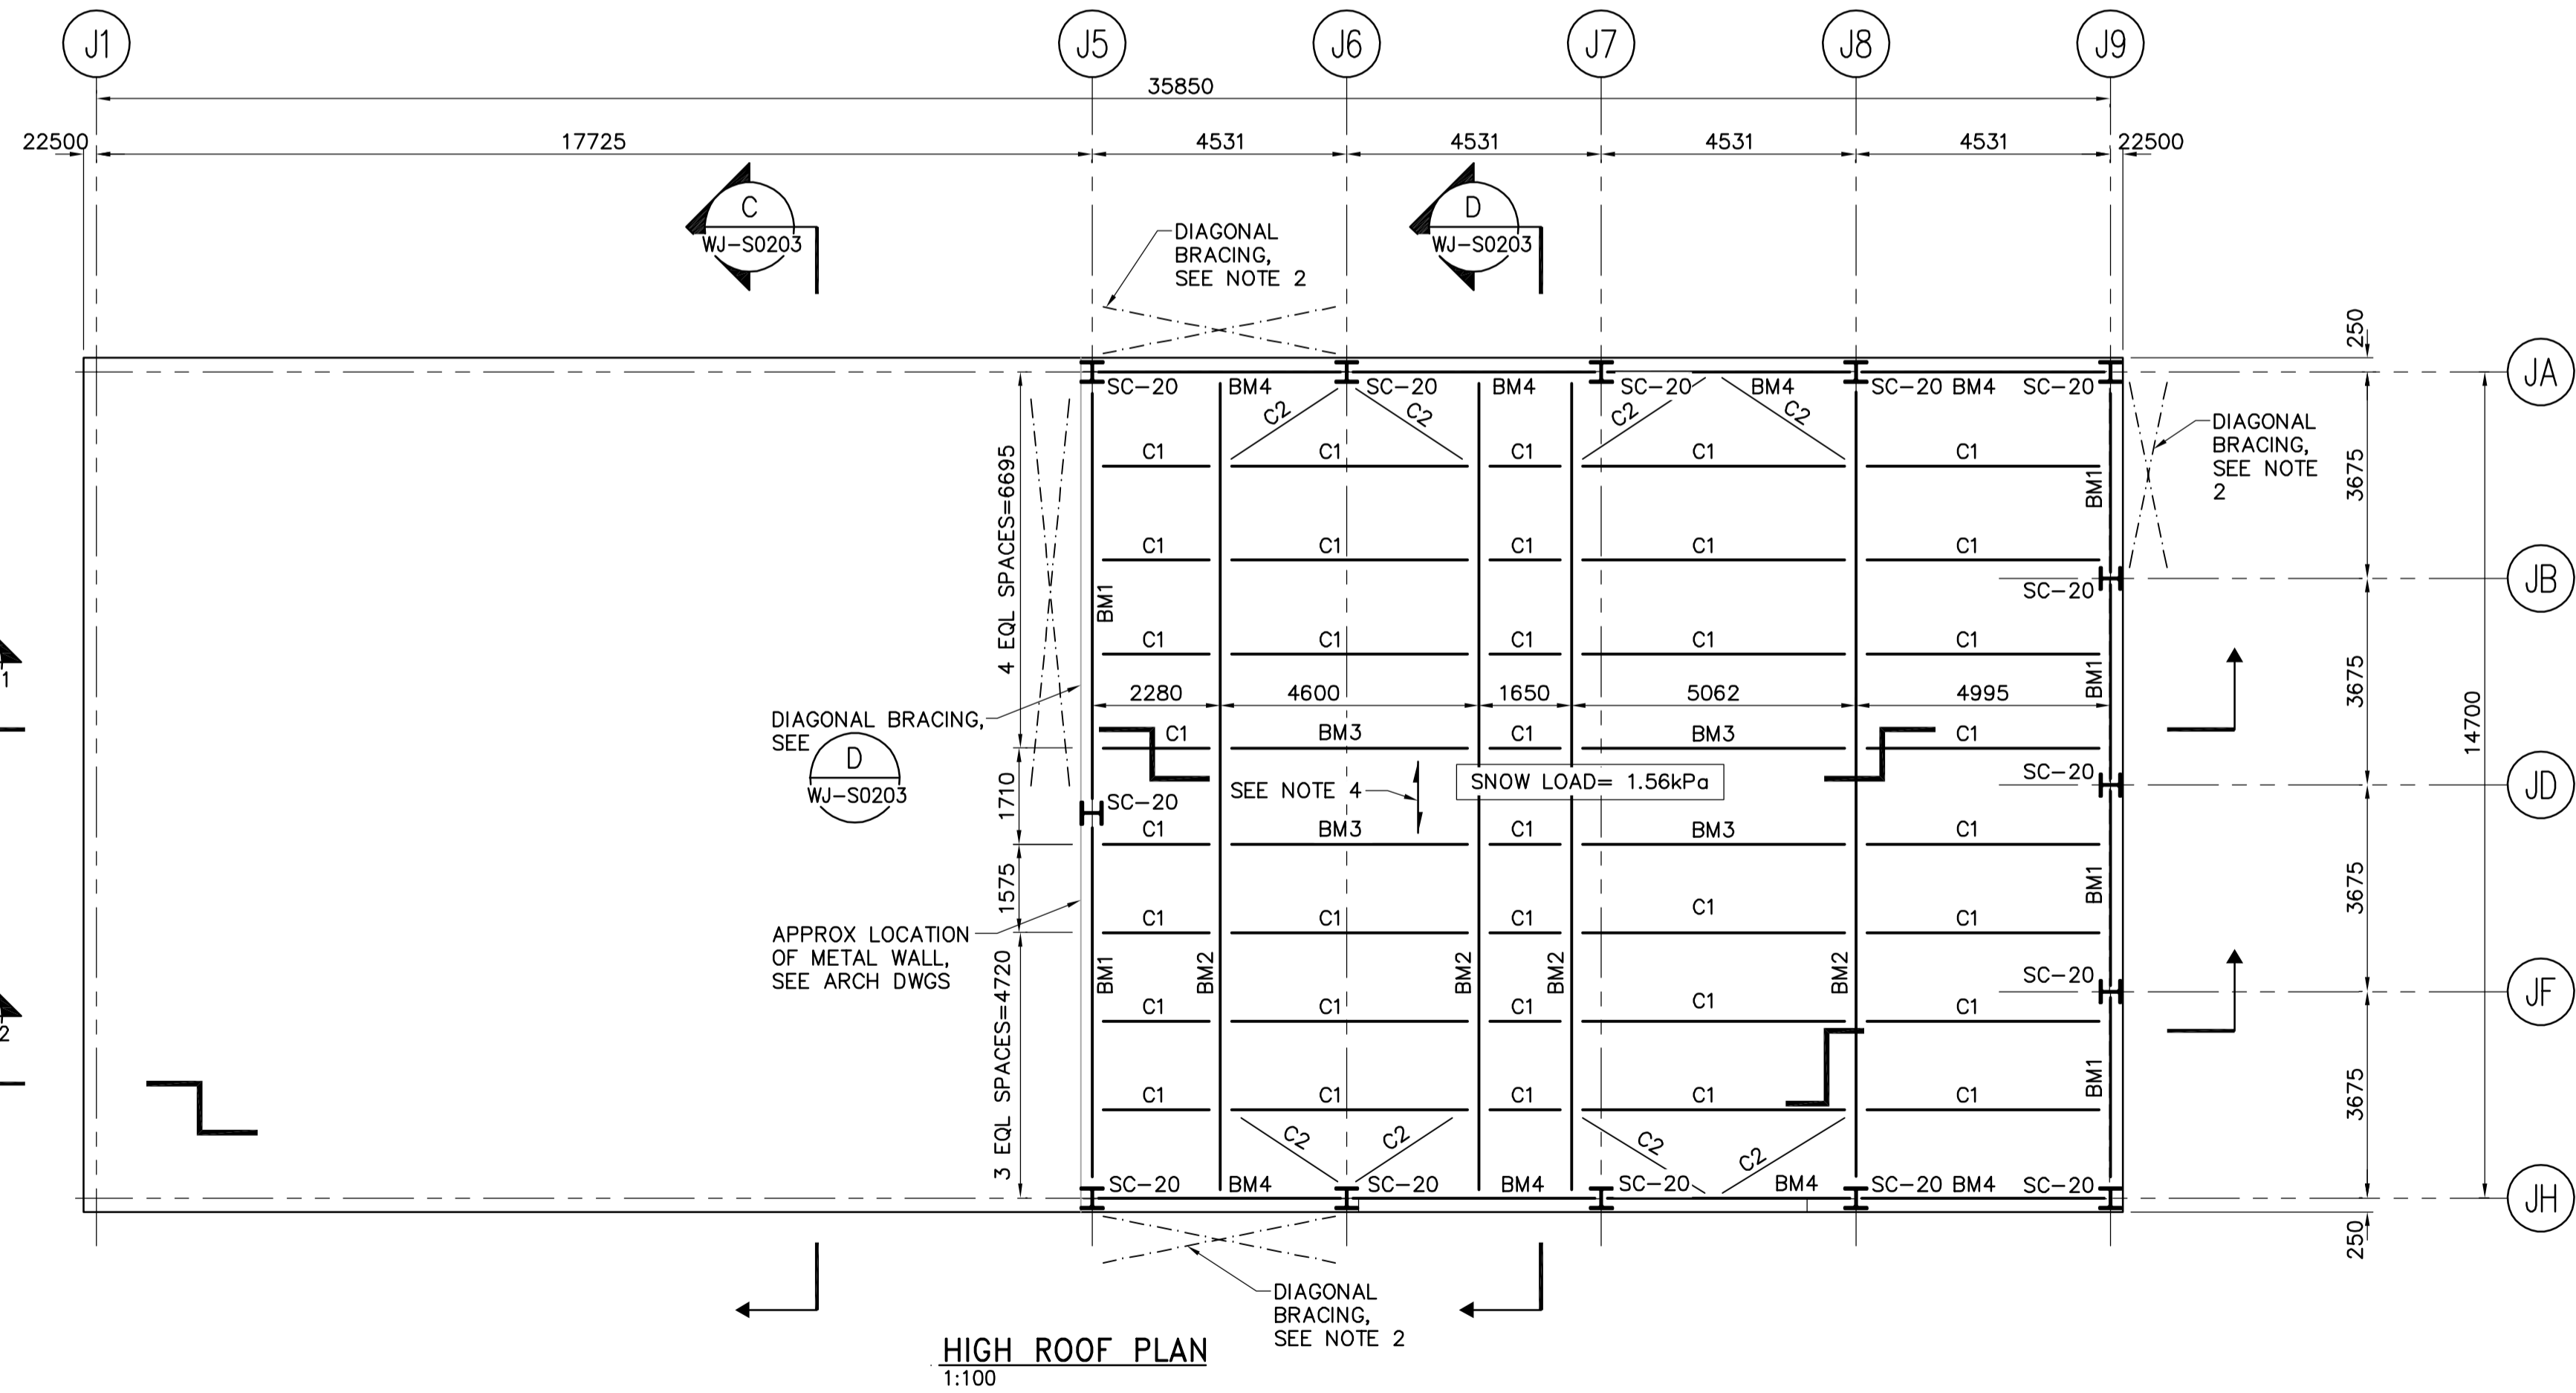 J1 J5 J6 J7 J8 J9
35850
22500 17725 4531 4531 4531 4531 22500
C
WJ-S0203
D
WJ-S0203
DIAGONAL
BRACING,
SEE NOTE 2
250
JA
SC-20 BM4 SC-20 BM4 SC-20 BM4 SC-20 BM4 SC-20
C2 C2 C2 C2
DIAGONAL
BRACING,
SEE NOTE
2
C1 C1 C1 C1 C1
4 EQL SPACES=6695
BM1
3675
C1 C1 C1 C1 C1
JB
SC-20
BM1
C1 C1 C1 C1 C1
1
BM1
3675
2280 4600 1650 5062 4995
14700
DIAGONAL BRACING,
SEE
D
WJ-S0203
C1 BM3 C1 BM3 C1
SC-20
JD
1710
SEE NOTE 4
SNOW LOAD= 1.56kPa
SC-20
C1 BM3 C1 BM3 C1
1575
BM1
3675
APPROX LOCATION
OF METAL WALL,
SEE ARCH DWGS
C1 C1 C1 C1 C1
BM1 BM2 BM2 BM2 BM2
SC-20
JF
3 EQL SPACES=4720
C1 C1 C1 C1 C1
2
BM1
3675
C1 C1 C1 C1 C1
C2 C2 C2 C2
SC-20 BM4 SC-20 BM4 SC-20 BM4 SC-20 BM4 SC-20
JH
250
DIAGONAL
BRACING,
SEE NOTE 2
HIGH ROOF PLAN
1:100